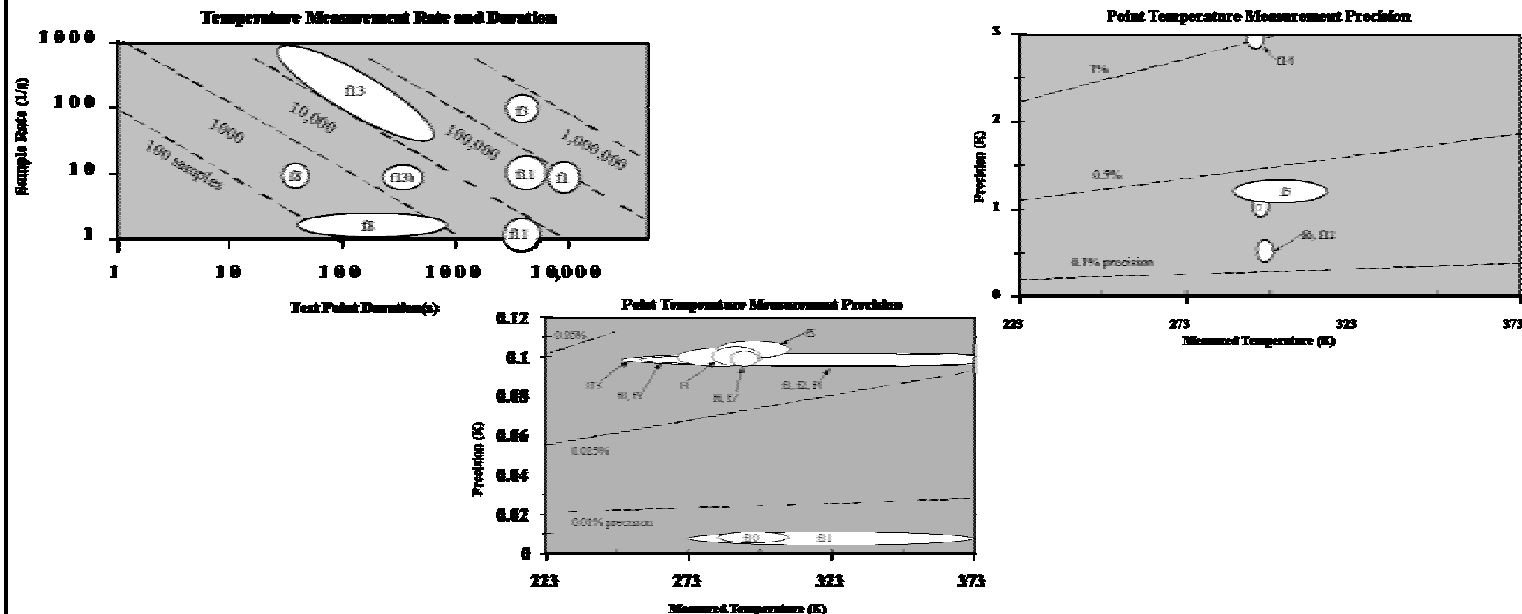 Temperature Measurement Rate and Duration
Sample Rate (1/s)
1000
100
10
1
f13
10,000
1000
100 samples
100,000
1,000,000
f3
f8
f13b
f11
f1
f8
f11
1
10
100
1000
10,000
Test Point Duration(s)
Point Temperature Measurement Precision
Precision (K)
3
2
1
0
1%
f14
0.5%
f5
f6, f12
0.1% precision
223
273
323
373
Measured Temperature (K)
Point Temperature Measurement Precision
Precision (K)
0.12
0.1
0.08
0.06
0.04
0.02
0
0.05%
0.025%
0.01% precision
f10
f11
223
273
323
373
Measured Temperature (K)